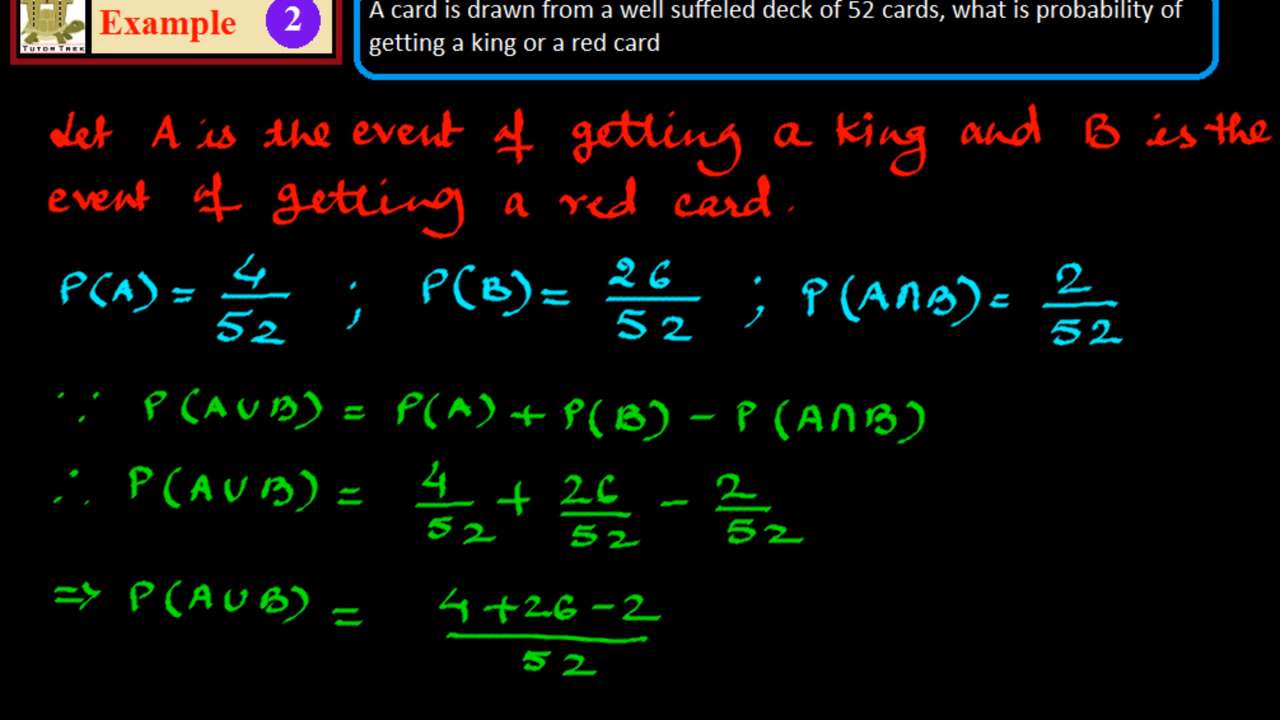 TUTOR TREK
Example 2
A card is drawn from a well suffeled deck of 52 cards, what is probability of
getting a king or a red card
Let A is the event of getting a king and B is the
event of getting a red card.
P(A) = 4/52 ; P(B) = 26/52 ; P(A∩B) = 2/52
∵ P(A∪B) = P(A) + P(B) - P(A∩B)
∴ P(A∪B) = 4/52 + 26/52 - 2/52
⇒ P(A∪B) = 4+26-2/52